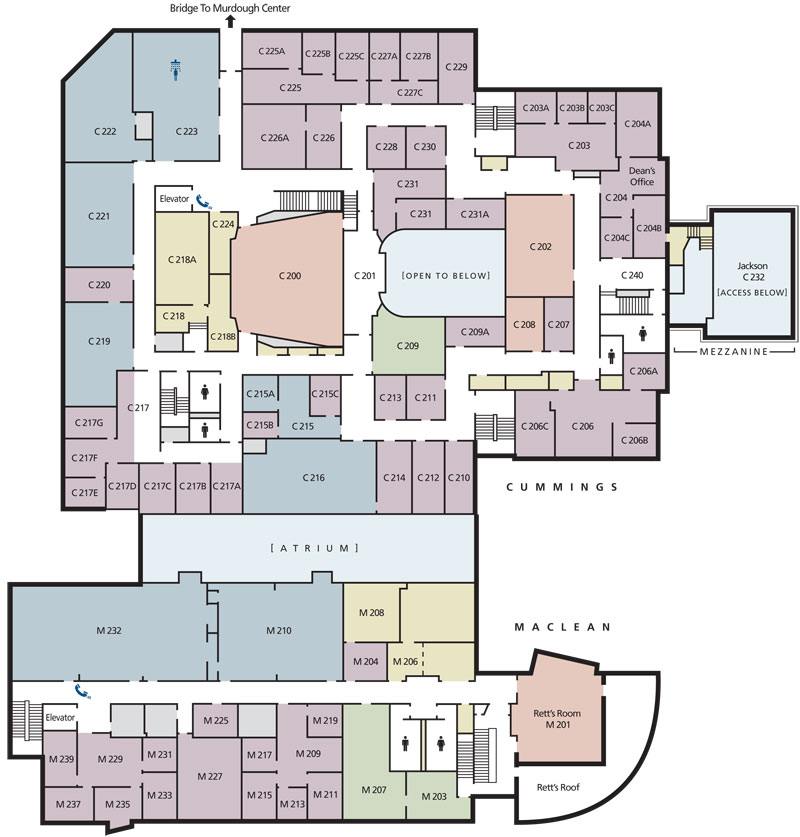 Bridge To Murdough Center
C 225A
C 225B
C 225C
C 227A
C 227B
C 229
C 225
C 227C
C 222
C 223
C 226A
C 226
C 228
C 230
C 203A
C 203B
C 203C
C 204A
C 203
Dean's
Office
C 204
C 204B
C 204C
C 231
C 231
C 231A
Elevator
C 221
C 224
C 218A
C 200
C 201
[OPEN TO BELOW]
C 202
C 240
Jackson
C 232
[ACCESS BELOW]
MEZZANINE
C 220
C 218
C 218B
C 219
C 209
C 209A
C 208
C 207
C 206A
C 217
C 215A
C 215C
C 215B
C 215
C 213
C 211
C 206C
C 206
C 206B
C 217G
C 217F
C 217E
C 217D
C 217C
C 217B
C 217A
C 216
C 214
C 212
C 210
CUMMINGS
[ATRIUM]
M 232
M 210
M 208
M 204
M 206
MACLEAN
Elevator
M 225
M 219
Rett's Room
M 201
M 239
M 229
M 231
M 227
M 217
M 209
M 207
M 203
M 237
M 235
M 233
M 215
M 213
M 211
Rett's Roof